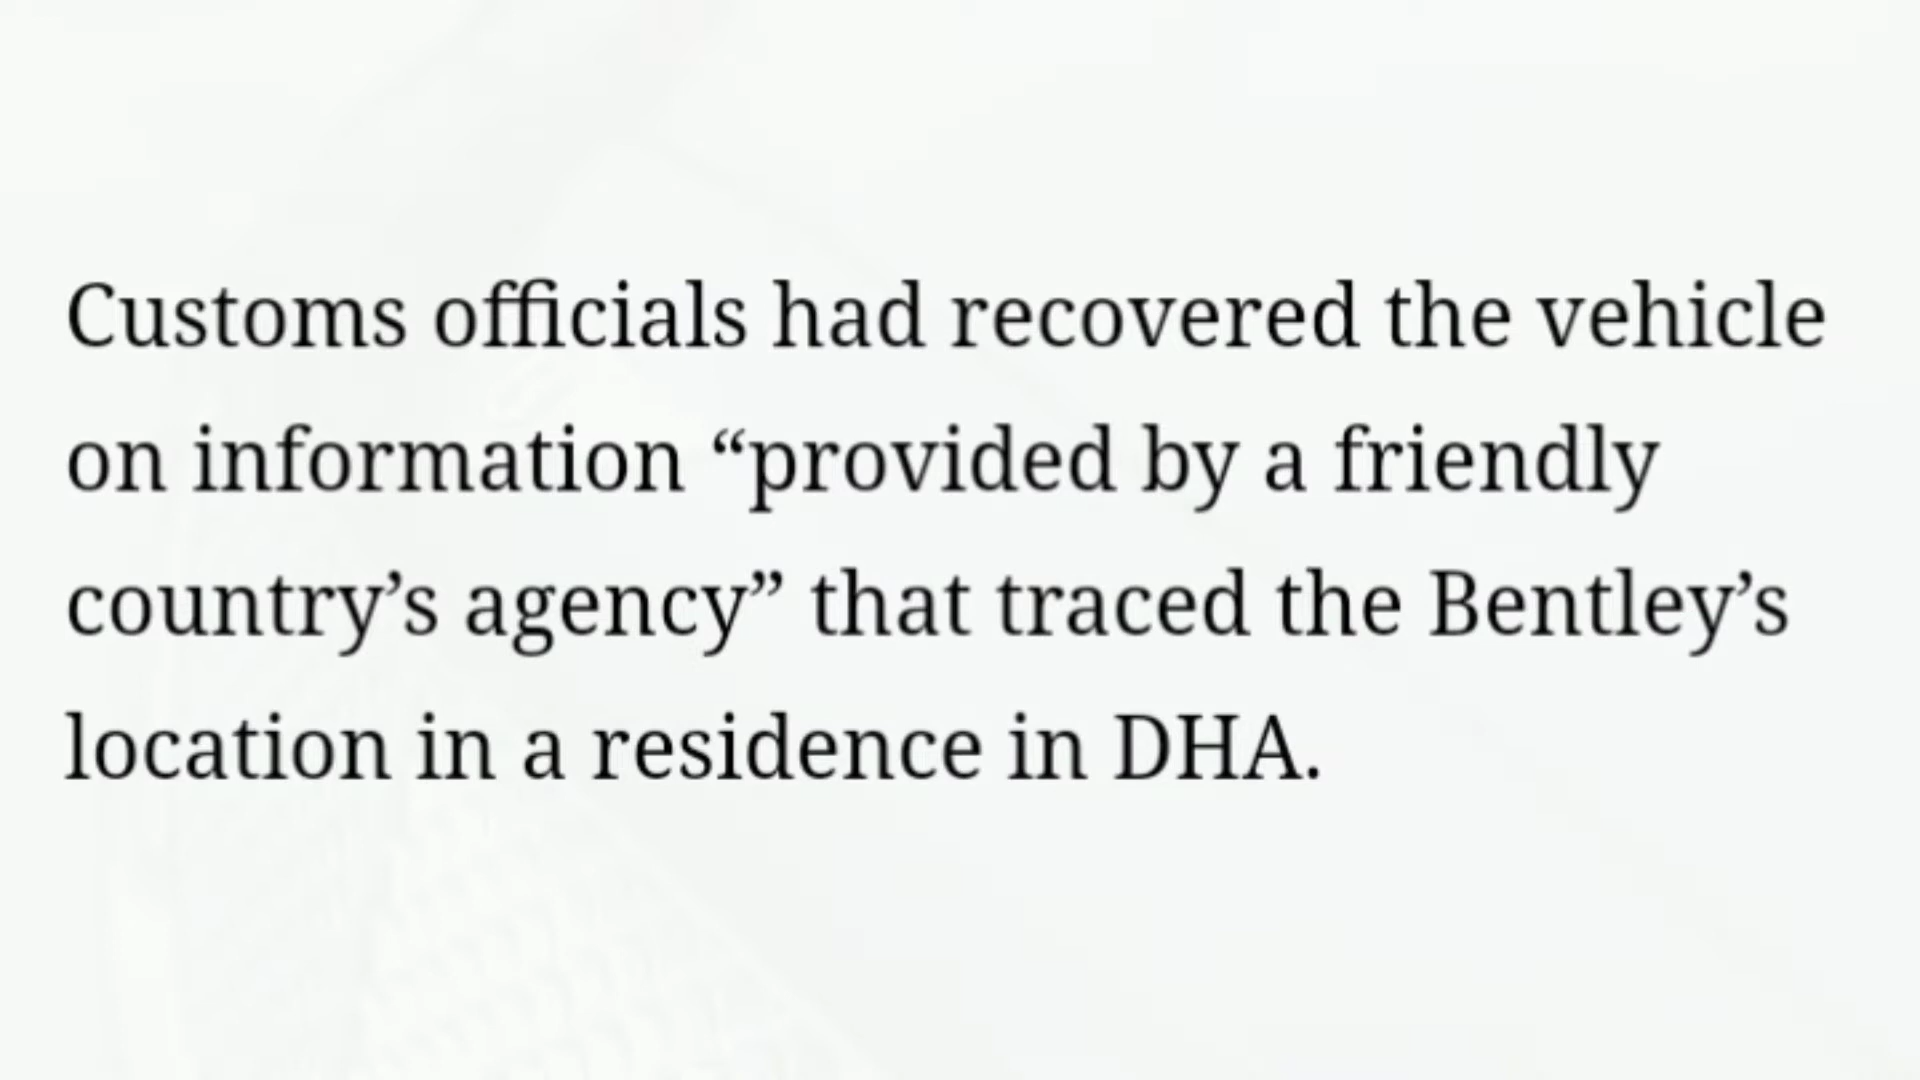 Customs officials had recovered the vehicle
on information “provided by a friendly
country’s agency” that traced the Bentley’s
location in a residence in DHA.